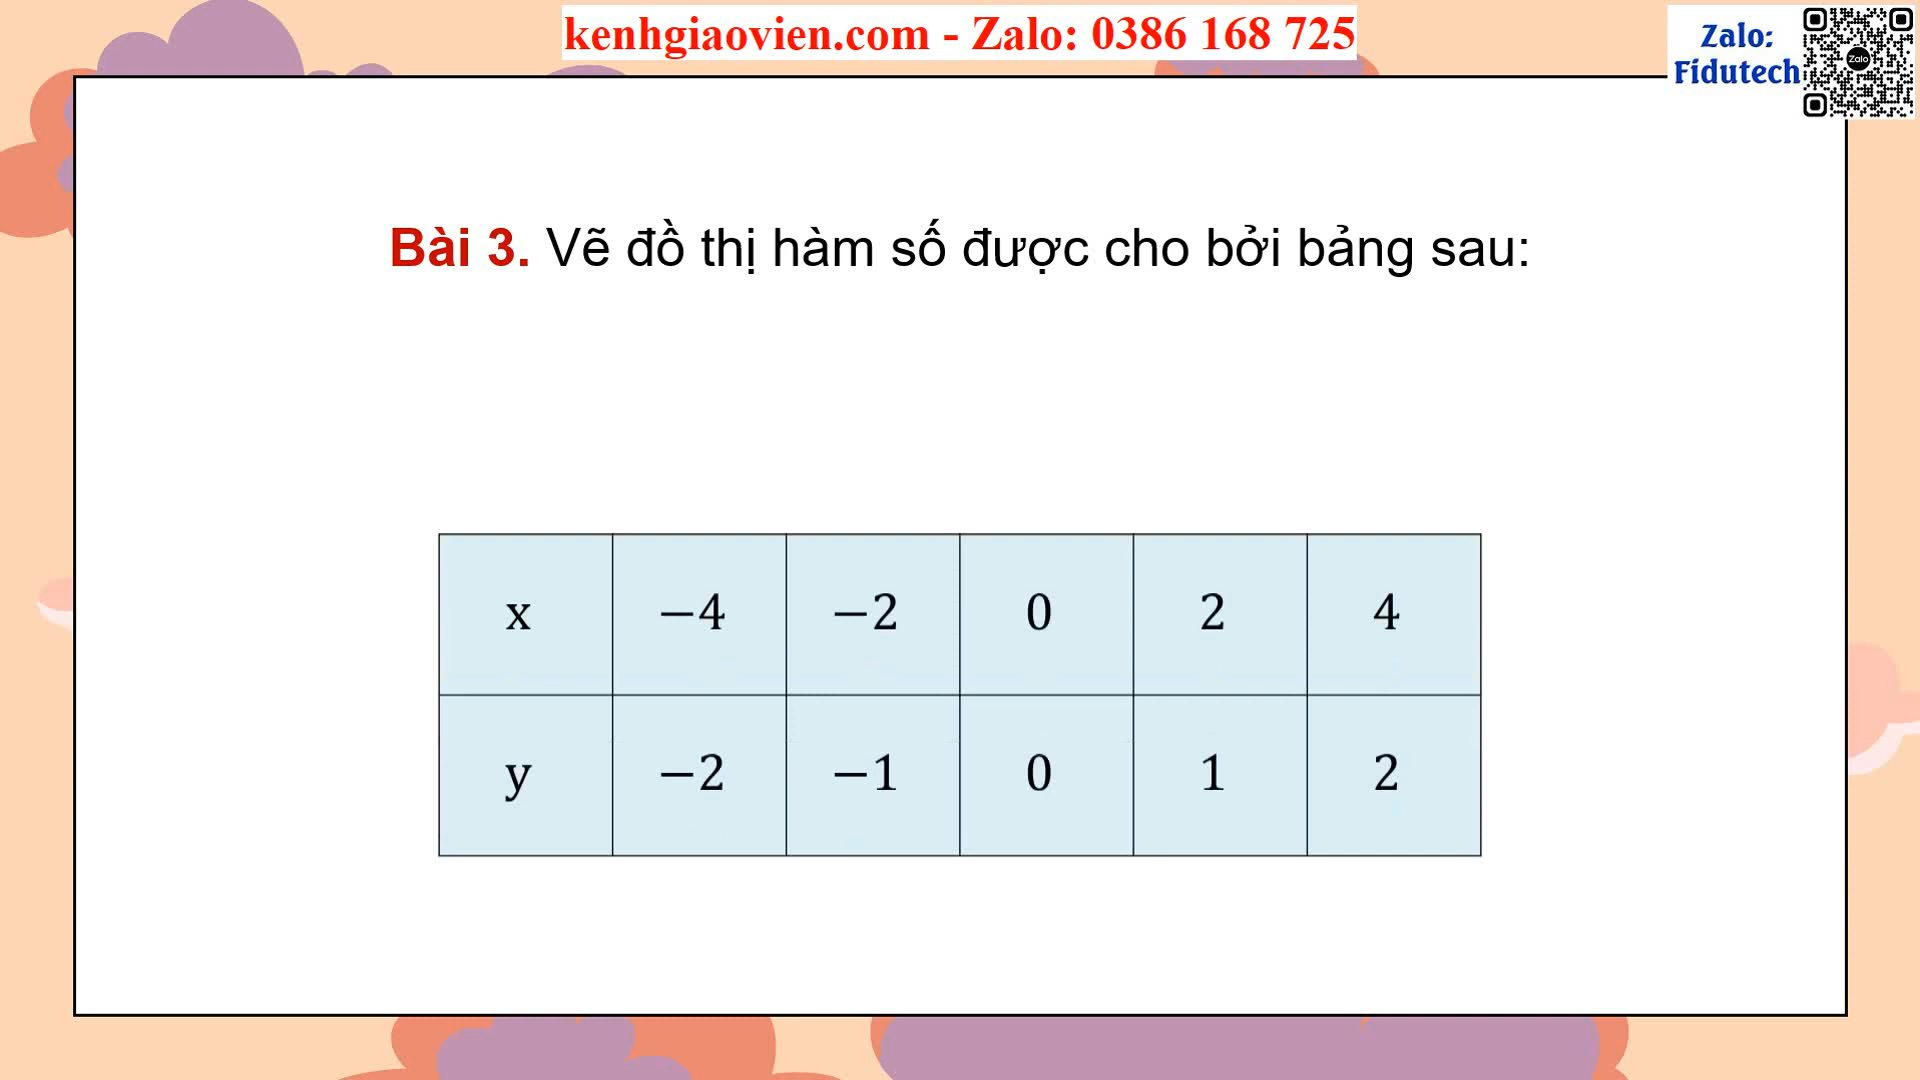 kenhgiaovien.com - Zalo: 0386 168 725
Zalo:
Fidutech
Zalo
Bài 3. Vẽ đồ thị hàm số được cho bởi bảng sau:
x −4 −2 0 2 4
y −2 −1 0 1 2